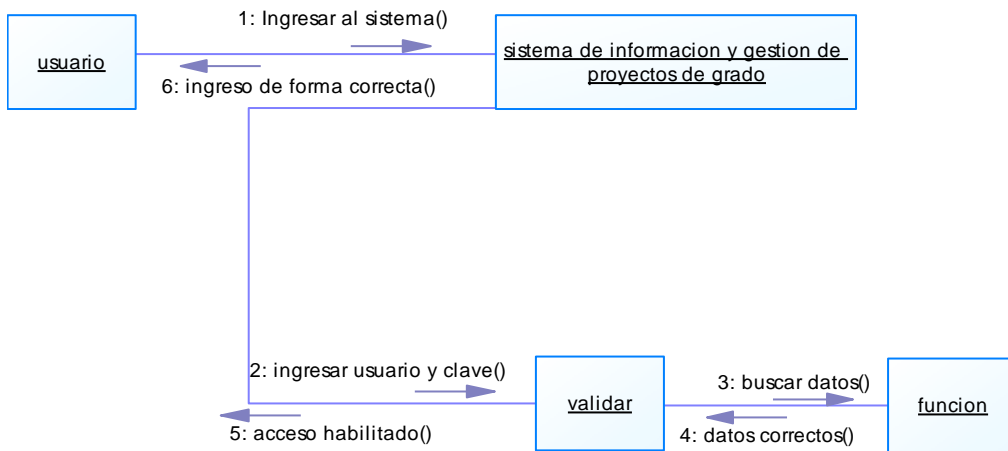 1: Ingresar al sistema()
usuario
sistema de informacion y gestion de
proyectos de grado
6: ingreso de forma correcta()
2: ingresar usuario y clave()
3: buscar datos()
validar
funcion
5: acceso habilitado()
4: datos correctos()